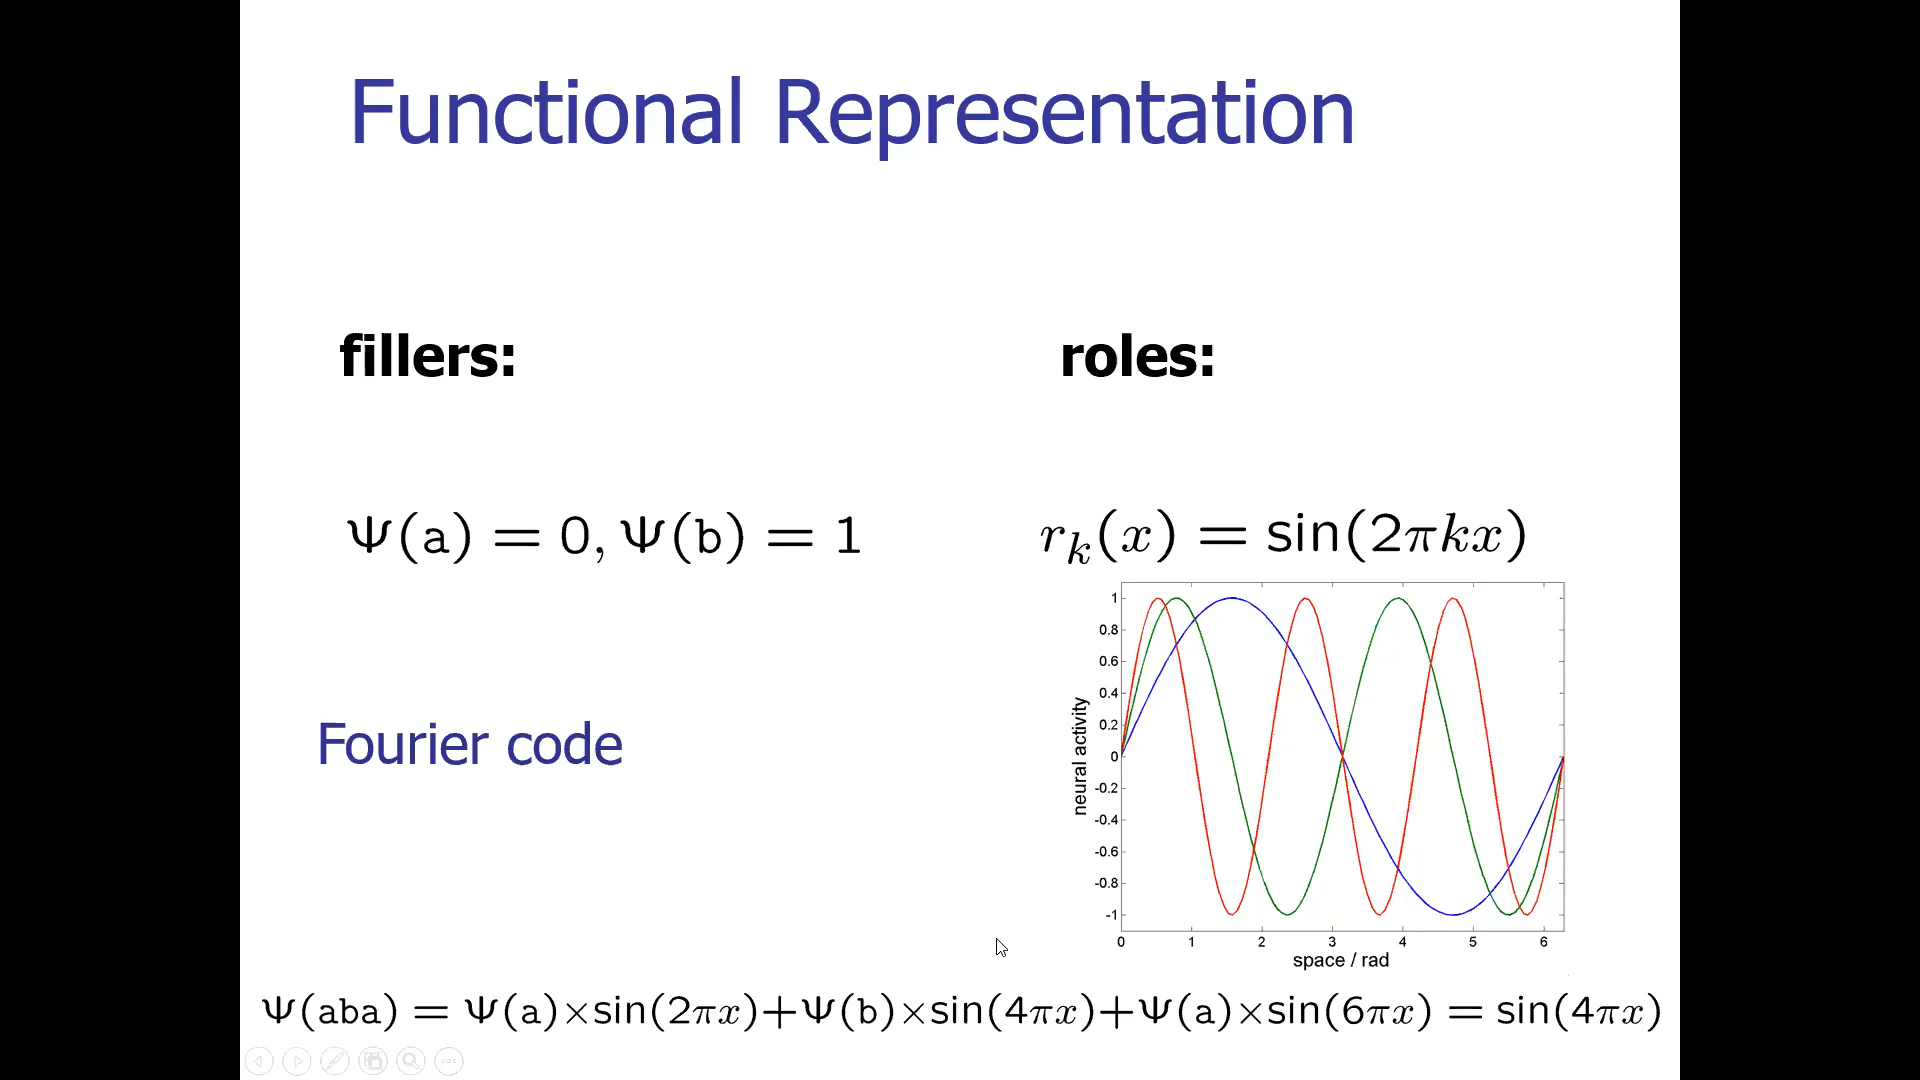 Functional Representation
fillers:
roles:
Ψ(a) = 0, Ψ(b) = 1
r_k(x) = sin(2πkx)
Fourier code
neural activity
1
0.8
0.6
0.4
0.2
0
-0.2
-0.4
-0.6
-0.8
-1
0 1 2 3 4 5 6
space / rad
Ψ(aba) = Ψ(a)×sin(2πx)+Ψ(b)×sin(4πx)+Ψ(a)×sin(6πx) = sin(4πx)